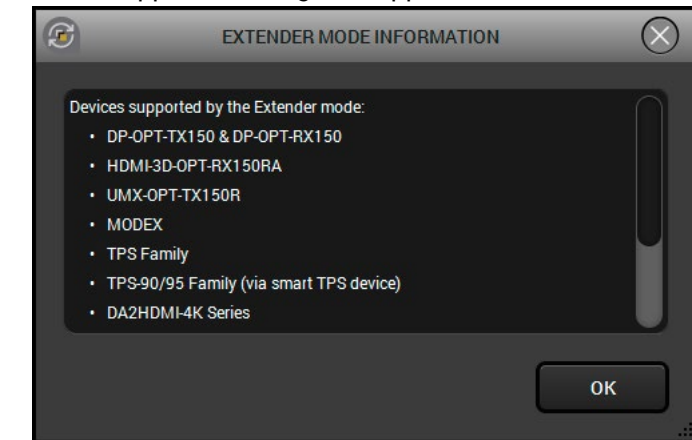 EXTENDER MODE INFORMATION
Devices supported by the Extender mode:
• DP-OPT-TX150 & DP-OPT-RX150
• HDMI-3D-OPT-RX150RA
• UMX-OPT-TX150R
• MODEX
• TPS Family
• TPS-90/95 Family (via smart TPS device)
• DA2HDMI-4K Series
OK